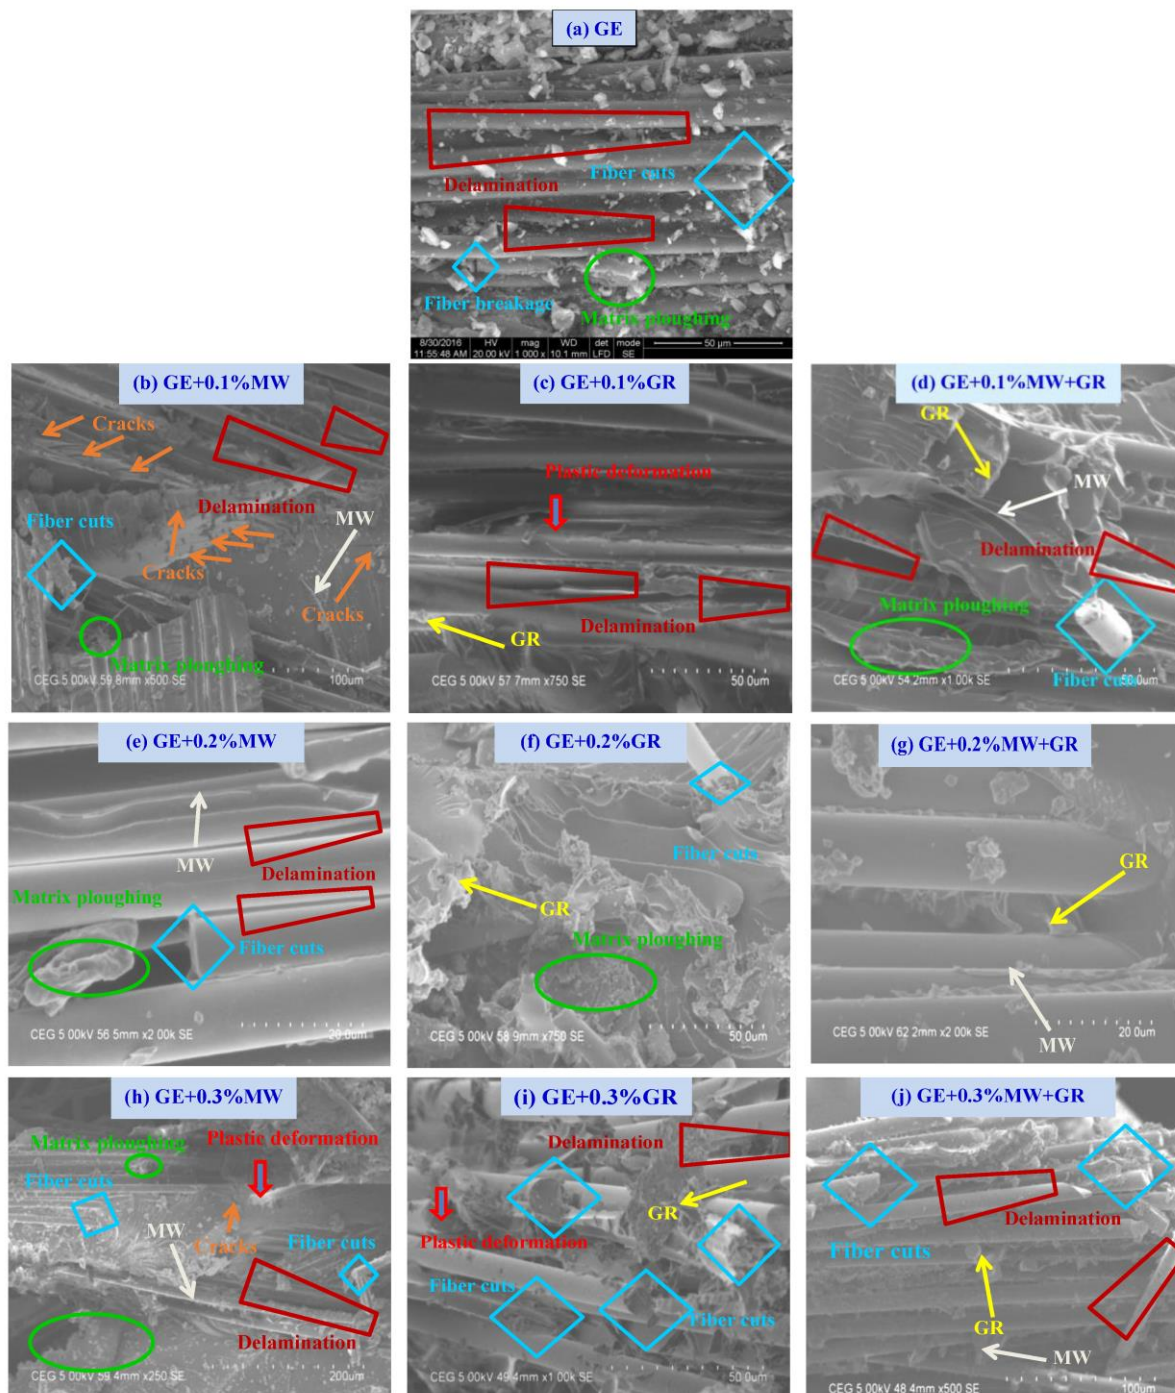 (a) GE
Delamination
Fiber cuts
Fiber breakage
Matrix ploughing
8/30/2016 HV mag WD det mode 50 µm
11:55:48 AM 20.00 kV 1 000 x 10.1 mm LFD SE
(b) GE+0.1%MW
Cracks
Delamination
Fiber cuts
MW
Cracks
Cracks
Matrix ploughing
CEG 5.00kV 59.8mm x500 SE 100um
(c) GE+0.1%GR
Plastic deformation
Delamination
GR
CEG 5.00kV 57.7mm x750 SE 50.0um
(d) GE+0.1%MW+GR
GR
MW
Delamination
Matrix ploughing
Fiber cuts
CEG 5.00kV 54.2mm x1.00k SE 50.0um
(e) GE+0.2%MW
MW
Delamination
Matrix ploughing
Fiber cuts
CEG 5.00kV 56.5mm x2.00k SE 20.0um
(f) GE+0.2%GR
Fiber cuts
GR
Matrix ploughing
CEG 5.00kV 58.9mm x750 SE 50.0um
(g) GE+0.2%MW+GR
GR
CEG 5.00kV 62.2mm x2.00k SE 20.0um
MW
(h) GE+0.3%MW
Matrix ploughing
Plastic deformation
Fiber cuts
MW
Cracks
Fiber cuts
Delamination
CEG 5.00kV 59.4mm x250 SE 200um
(i) GE+0.3%GR
Delamination
GR
Plastic deformation
Fiber cuts
Fiber cuts
CEG 5.00kV 49.4mm x1.00k SE 50.0um
(j) GE+0.3%MW+GR
Delamination
Fiber cuts
GR
MW
CEG 5.00kV 48.4mm x500 SE 100um